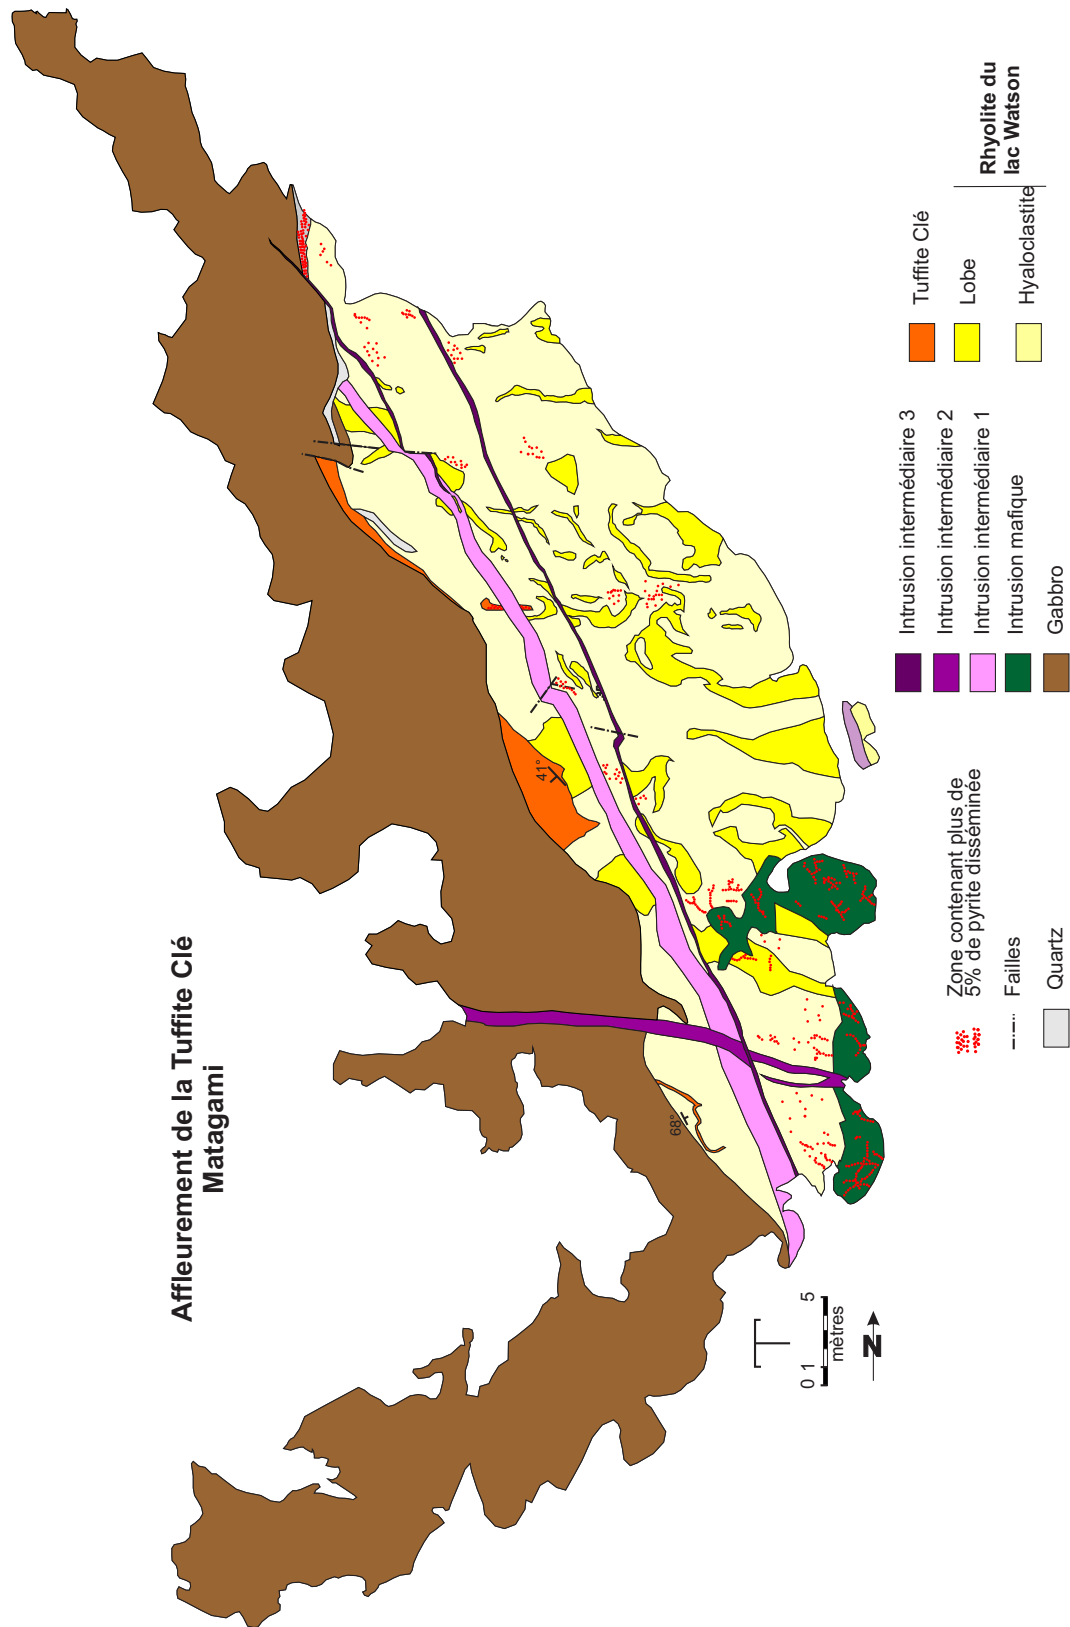 Affleurement de la Tuffite Clé
Matagami
41°
68°
0 1 5
mètres
N
Intrusion intermédiaire 3
Intrusion intermédiaire 2
Intrusion intermédiaire 1
Intrusion mafique
Gabbro
Tuffite Clé
Lobe
Hyaloclastite
Rhyolite du
lac Watson
Zone contenant plus de
5% de pyrite disséminée
Failles
Quartz